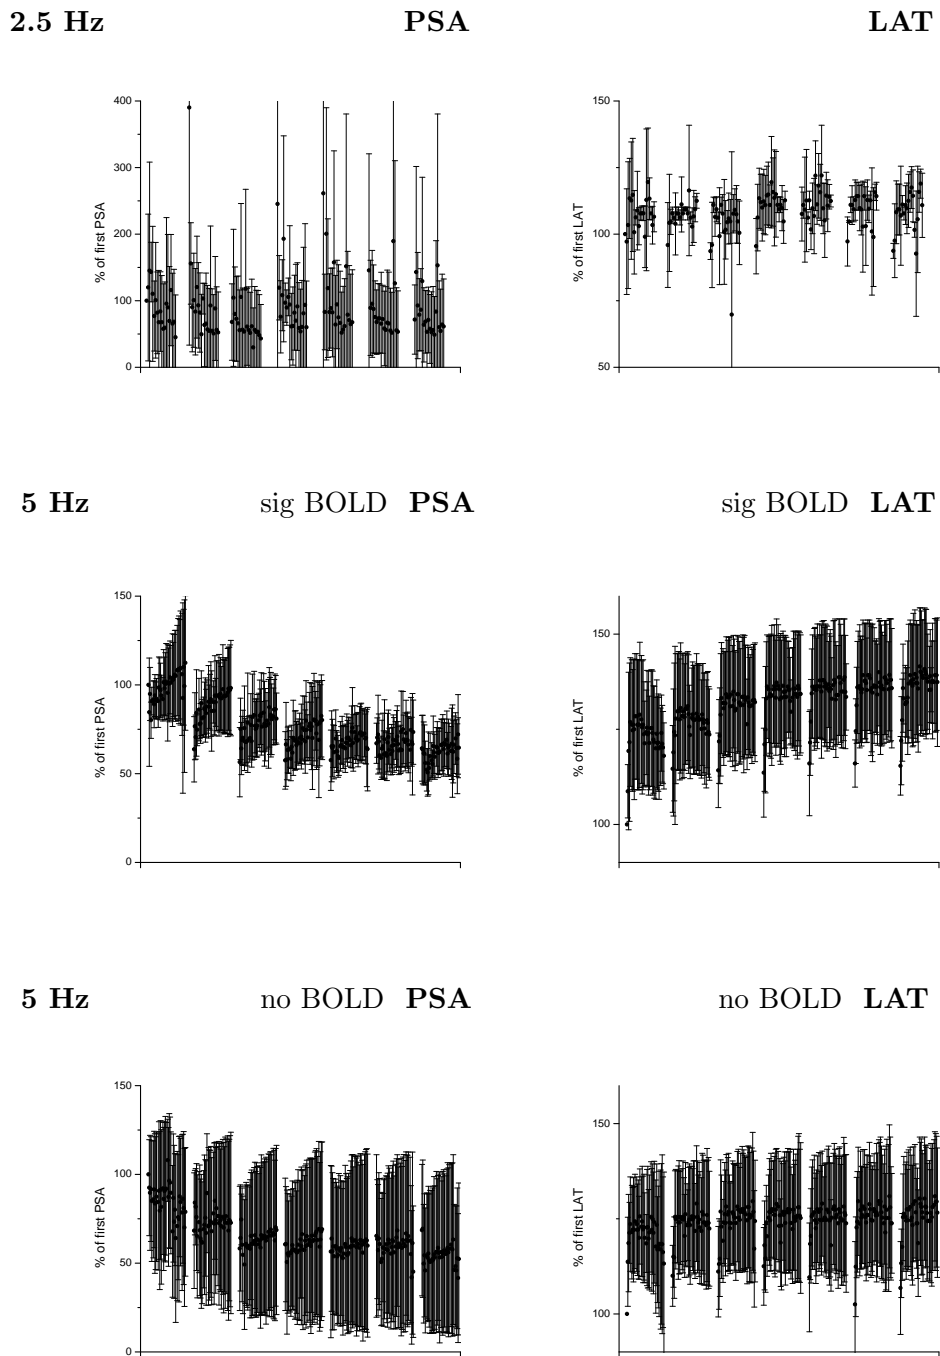 2.5 Hz PSA LAT
400
300
200
100
0
% of first PSA
150
100
50
% of first LAT
5 Hz sig BOLD PSA sig BOLD LAT
150
100
50
0
% of first PSA
150
100
% of first LAT
5 Hz no BOLD PSA no BOLD LAT
150
100
50
0
% of first PSA
150
100
% of first LAT